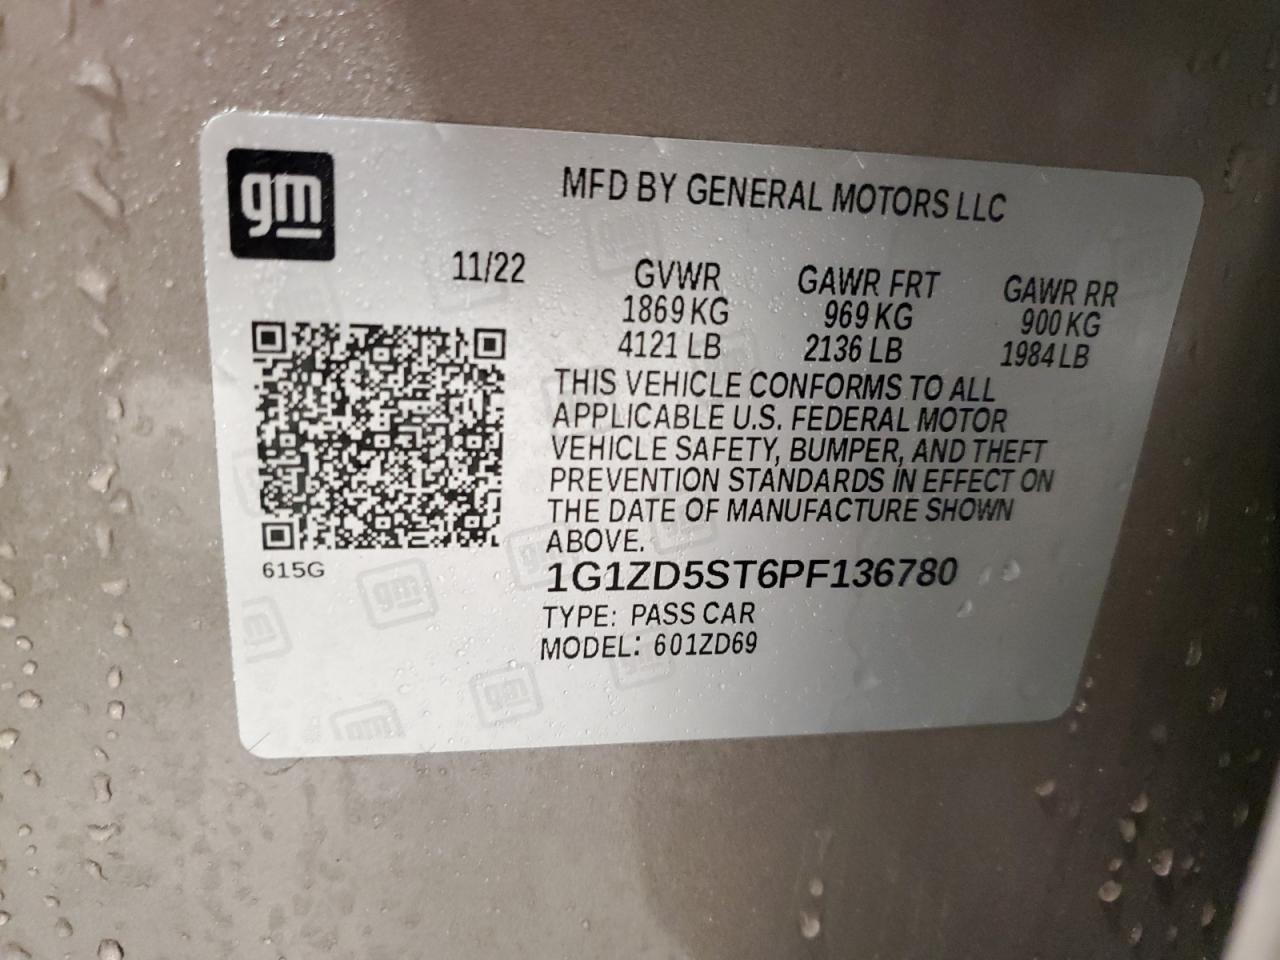 gm
MFD BY GENERAL MOTORS LLC
11/22 GVWR GAWR FRT GAWR RR
1869 KG 969 KG 900 KG
4121 LB 2136 LB 1984 LB
THIS VEHICLE CONFORMS TO ALL
APPLICABLE U.S. FEDERAL MOTOR
VEHICLE SAFETY, BUMPER, AND THEFT
PREVENTION STANDARDS IN EFFECT ON
THE DATE OF MANUFACTURE SHOWN
ABOVE.
615G
1G1ZD5ST6PF136780
TYPE: PASS CAR
MODEL: 601ZD69